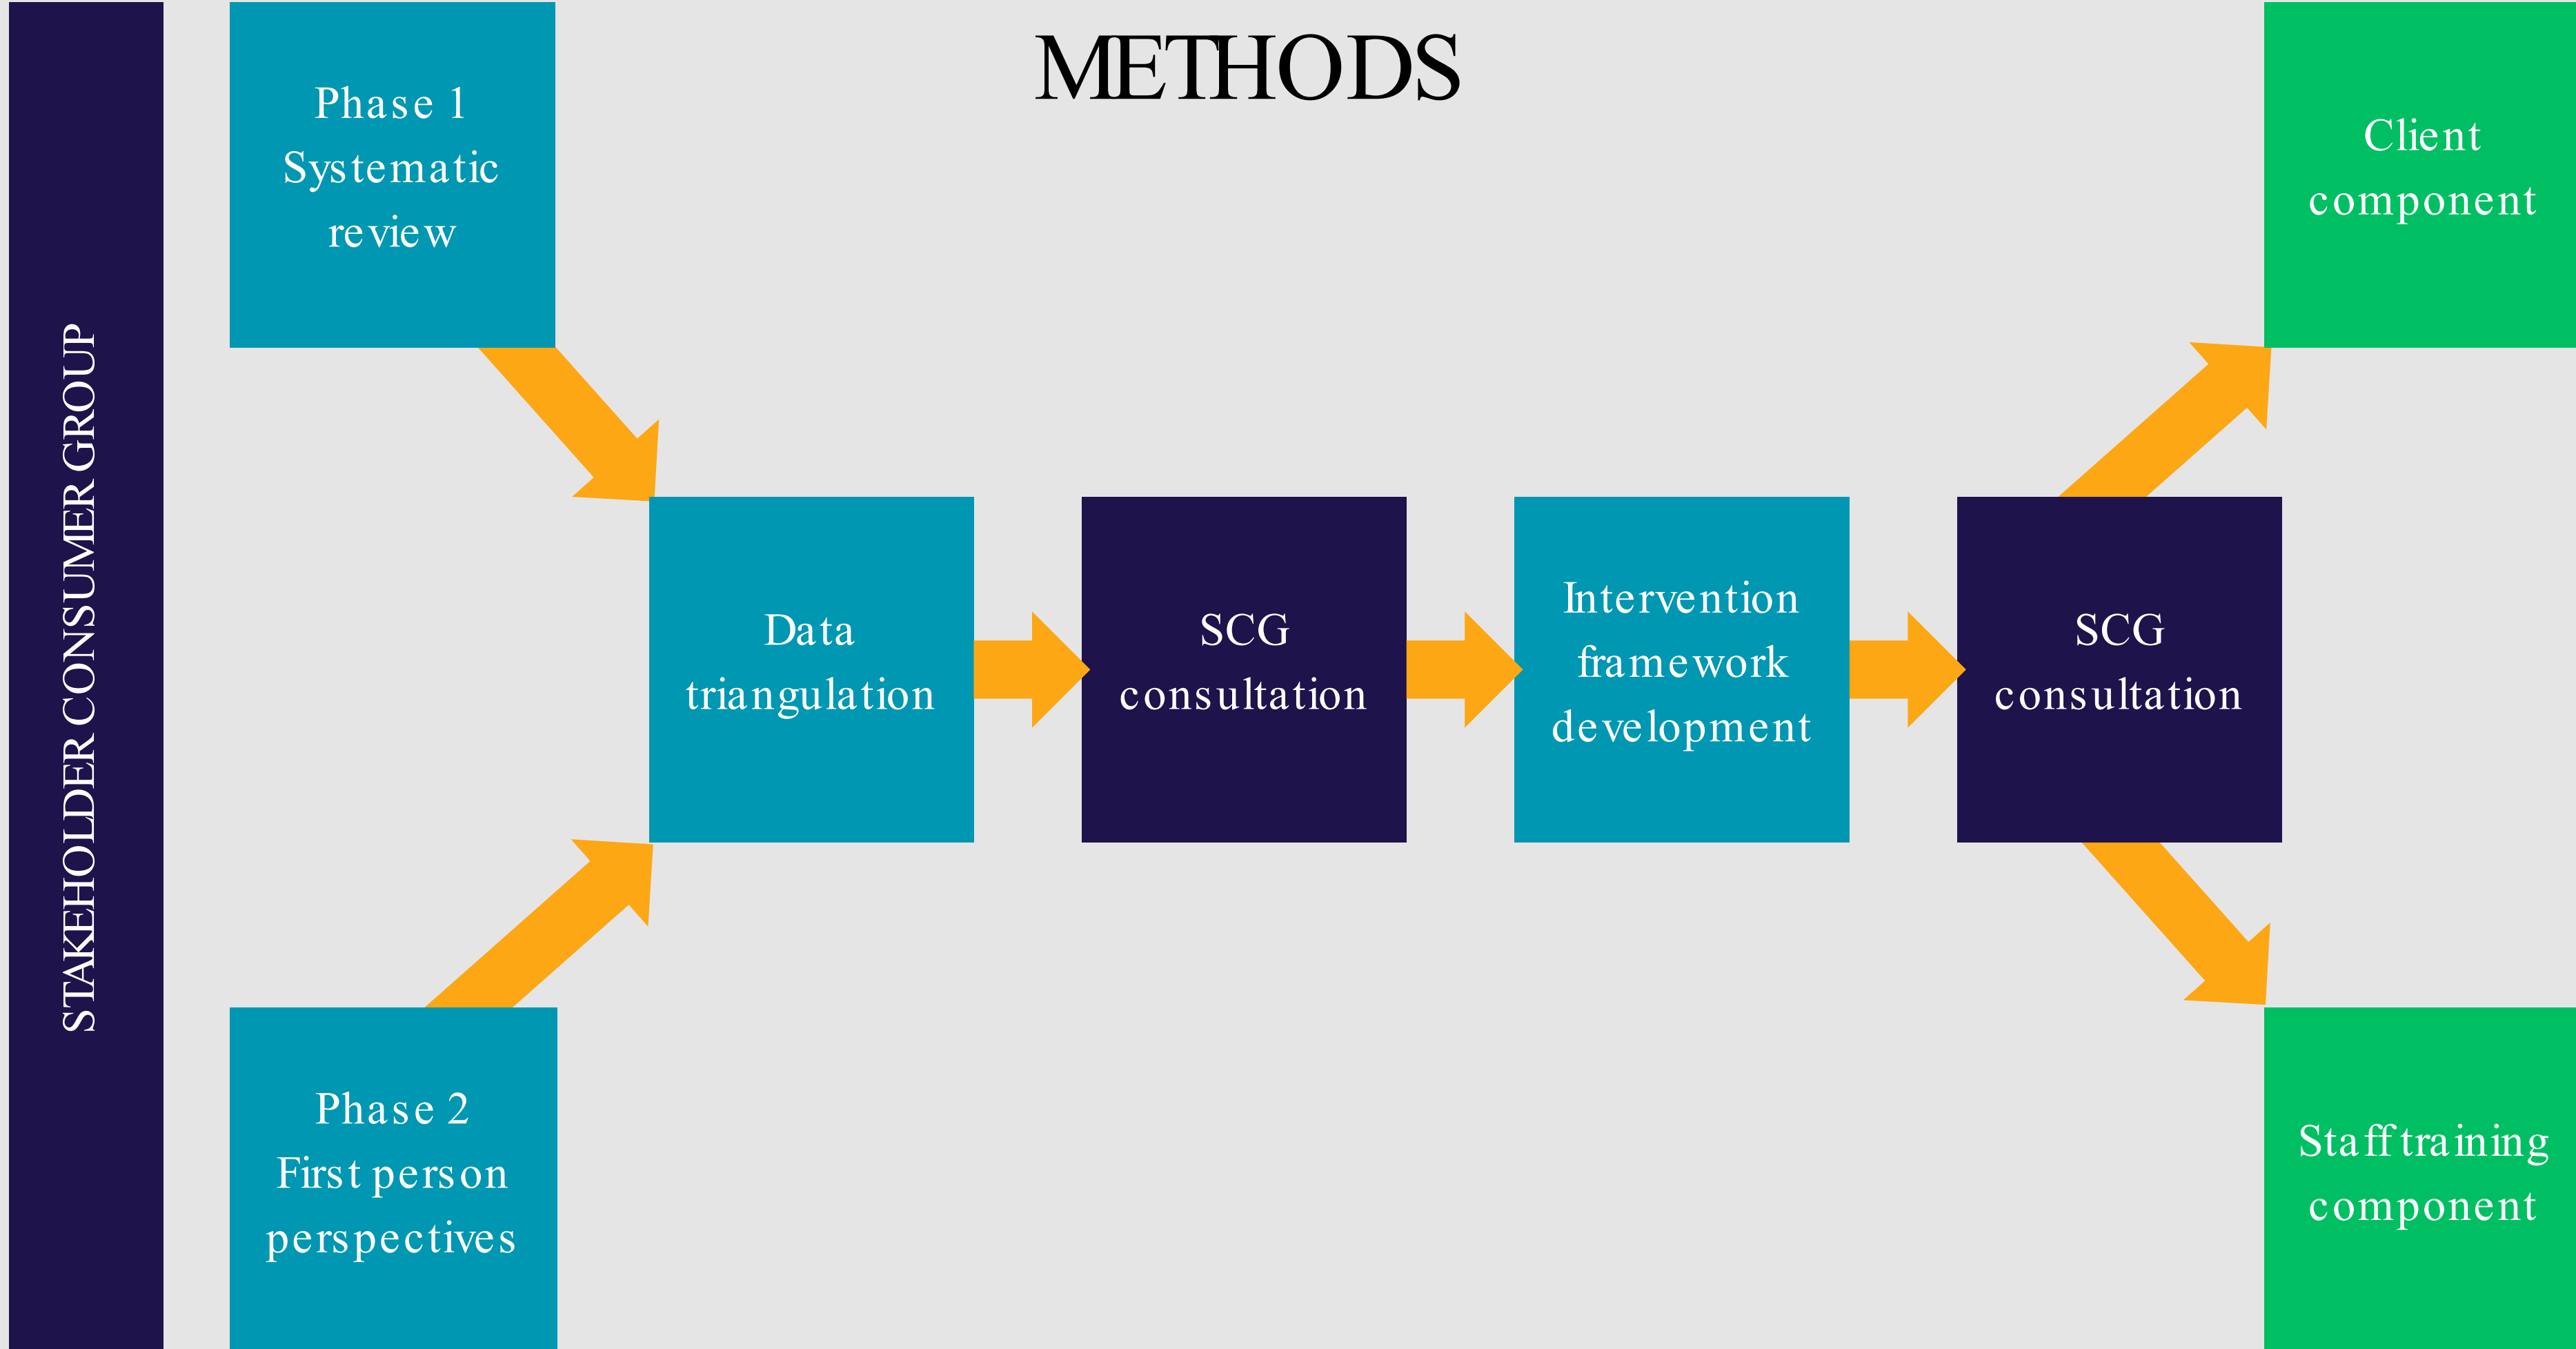 METHODS
STAKEHOLDER CONSUMER GROUP
Phase 1
Systematic
review
Phase 2
First person
perspectives
Data
triangulation
SCG
consultation
Intervention
framework
development
SCG
consultation
Client
component
Staff training
component